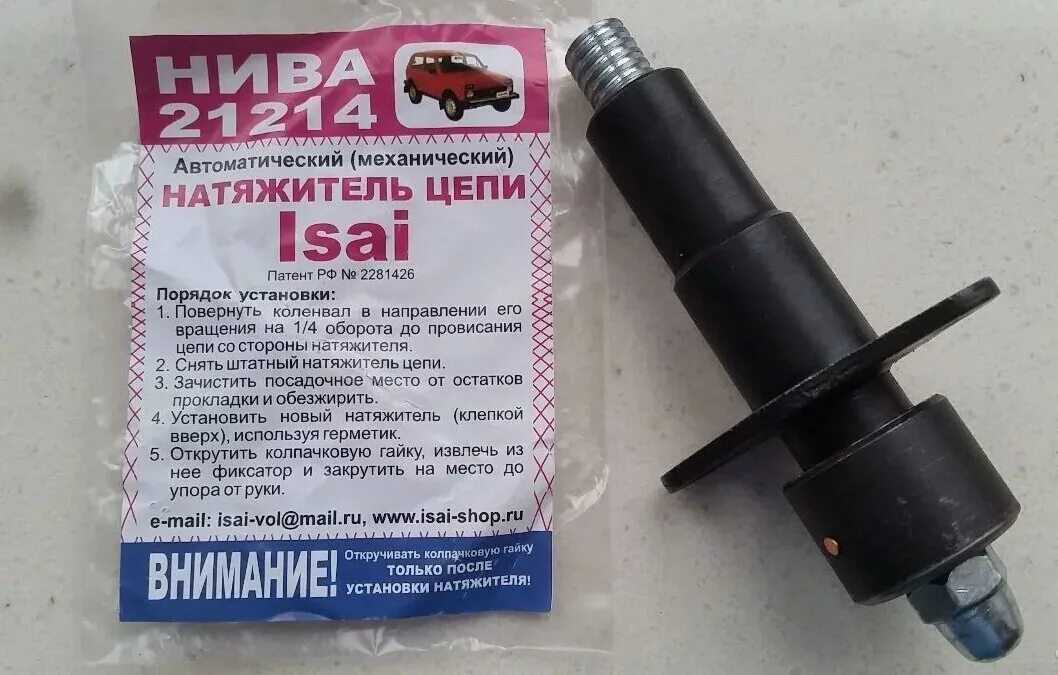 НИВА
21214
Автоматический (механический)
НАТЯЖИТЕЛЬ ЦЕПИ
Isai
Патент РФ № 2281426
Порядок установки:
1. Повернуть коленвал в направлении его
вращения на 1/4 оборота до провисания
цепи со стороны натяжителя.
2. Снять штатный натяжитель цепи.
3. Зачистить посадочное место от остатков
прокладки и обезжирить.
4. Установить новый натяжитель (клепкой
вверх), используя герметик.
5. Открутить колпачковую гайку, извлечь из
нее фиксатор и закрутить на место до
упора от руки.
e-mail: isai-vol@mail.ru, www.isai-shop.ru
ВНИМАНИЕ!
Откручивать колпачковую гайку
ТОЛЬКО ПОСЛЕ
УСТАНОВКИ НАТЯЖИТЕЛЯ!